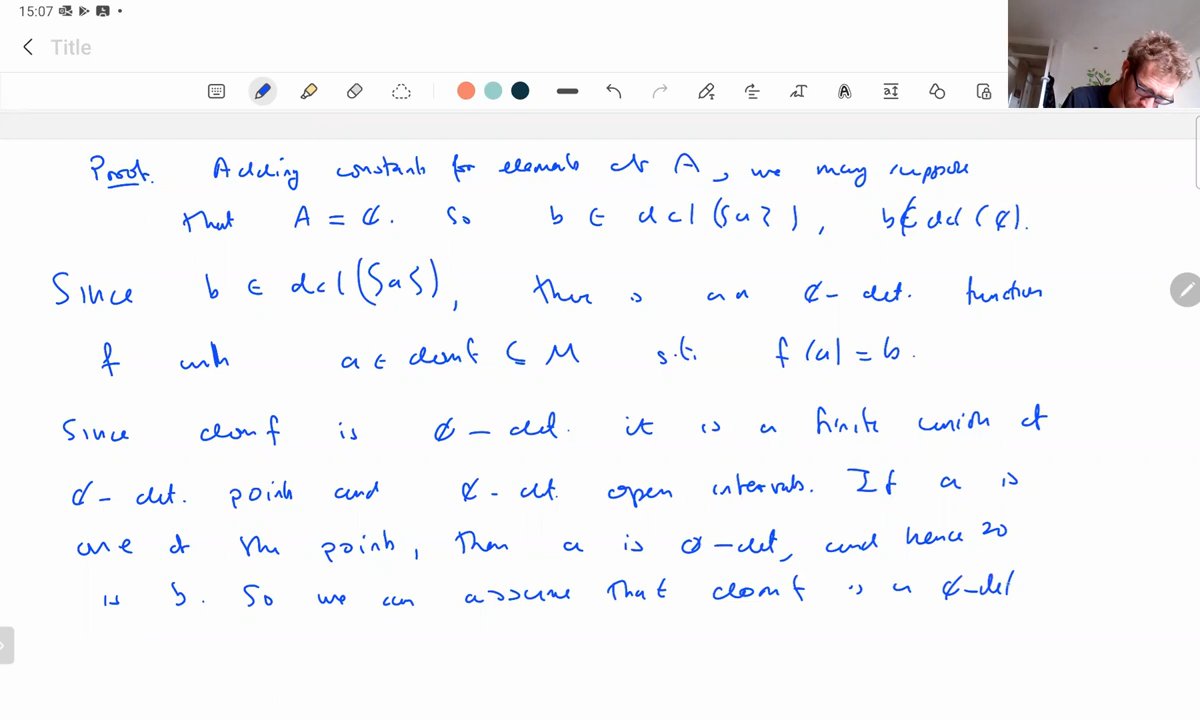 15:07
Title
Proof. Adding constants for elements of A, we may suppose
that A = ∅. So b ∈ dcl({a}), b ∉ dcl(∅).
Since b ∈ dcl({a}), there is an ∅-def. function
f with a ∈ domf ⊆ M s.t. f(a) = b.
Since domf is ∅-def. it is a finite union of
∅-def. points and ∅-def. open intervals. If a is
one of the points, then a is ∅-def, and hence so
is b. So we can assume that domf is a ∅-def